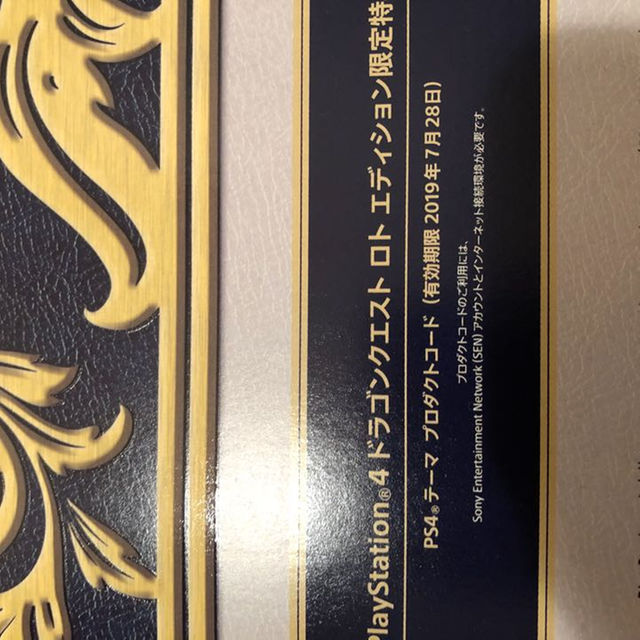 PlayStation®4 ドラゴンクエスト ロト エディション限定特
PS4®テーマ プロダクトコード（有効期限 2019年7月28日）
プロダクトコードのご利用には、
Sony Entertainment Network (SEN) アカウントとインターネット接続環境が必要です。